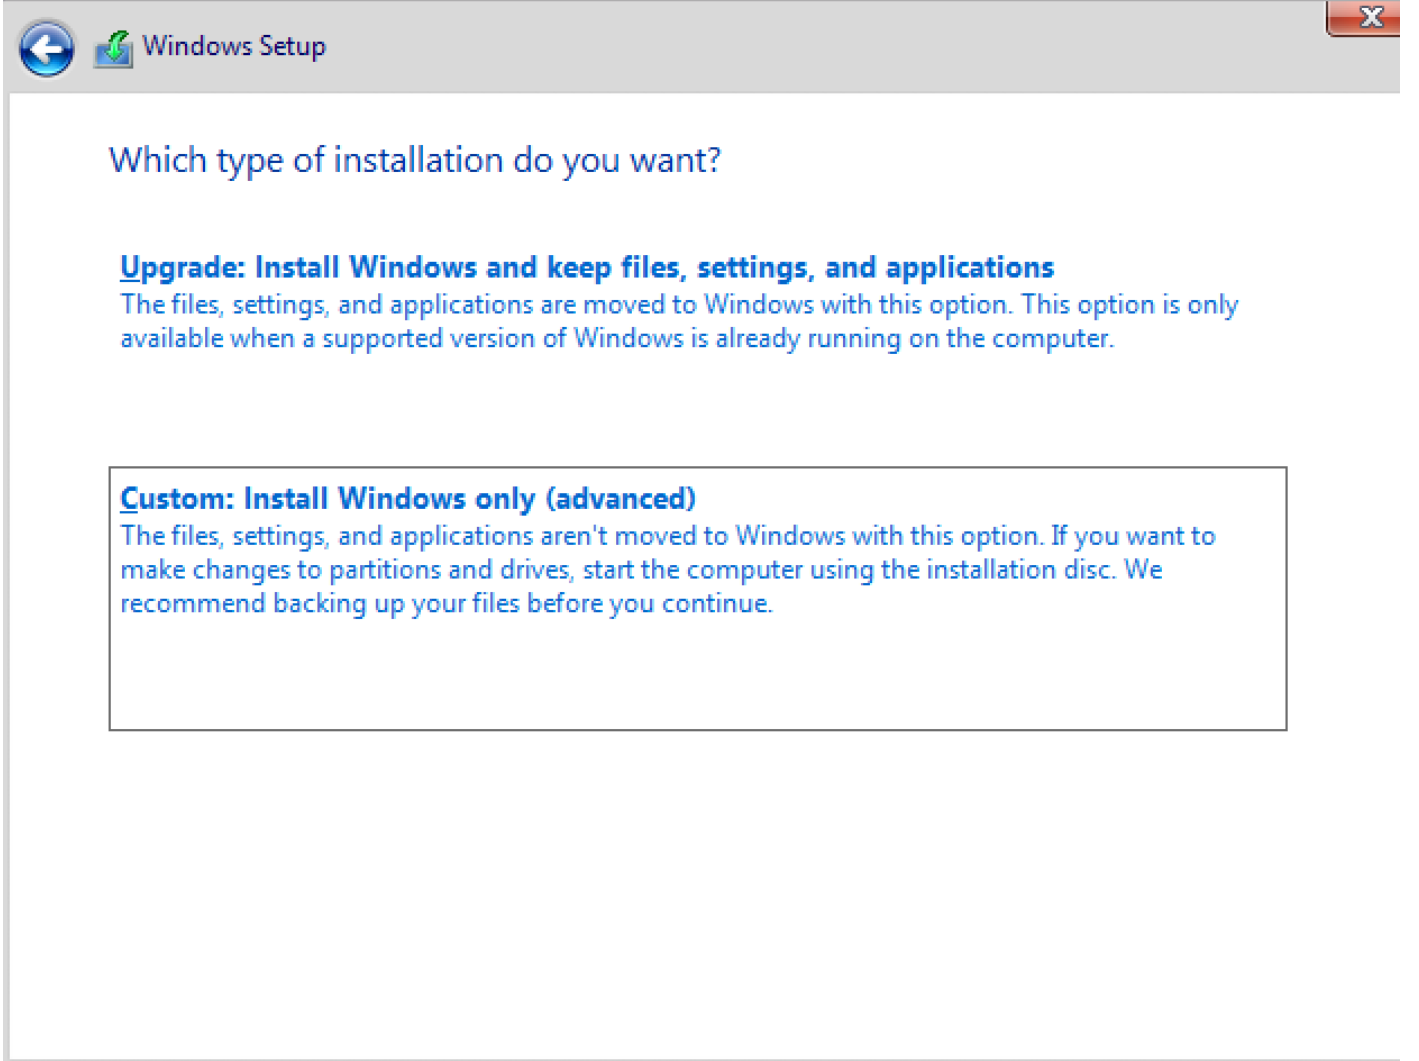 Windows Setup
Which type of installation do you want?
Upgrade: Install Windows and keep files, settings, and applications
The files, settings, and applications are moved to Windows with this option. This option is only
available when a supported version of Windows is already running on the computer.
Custom: Install Windows only (advanced)
The files, settings, and applications aren't moved to Windows with this option. If you want to
make changes to partitions and drives, start the computer using the installation disc. We
recommend backing up your files before you continue.